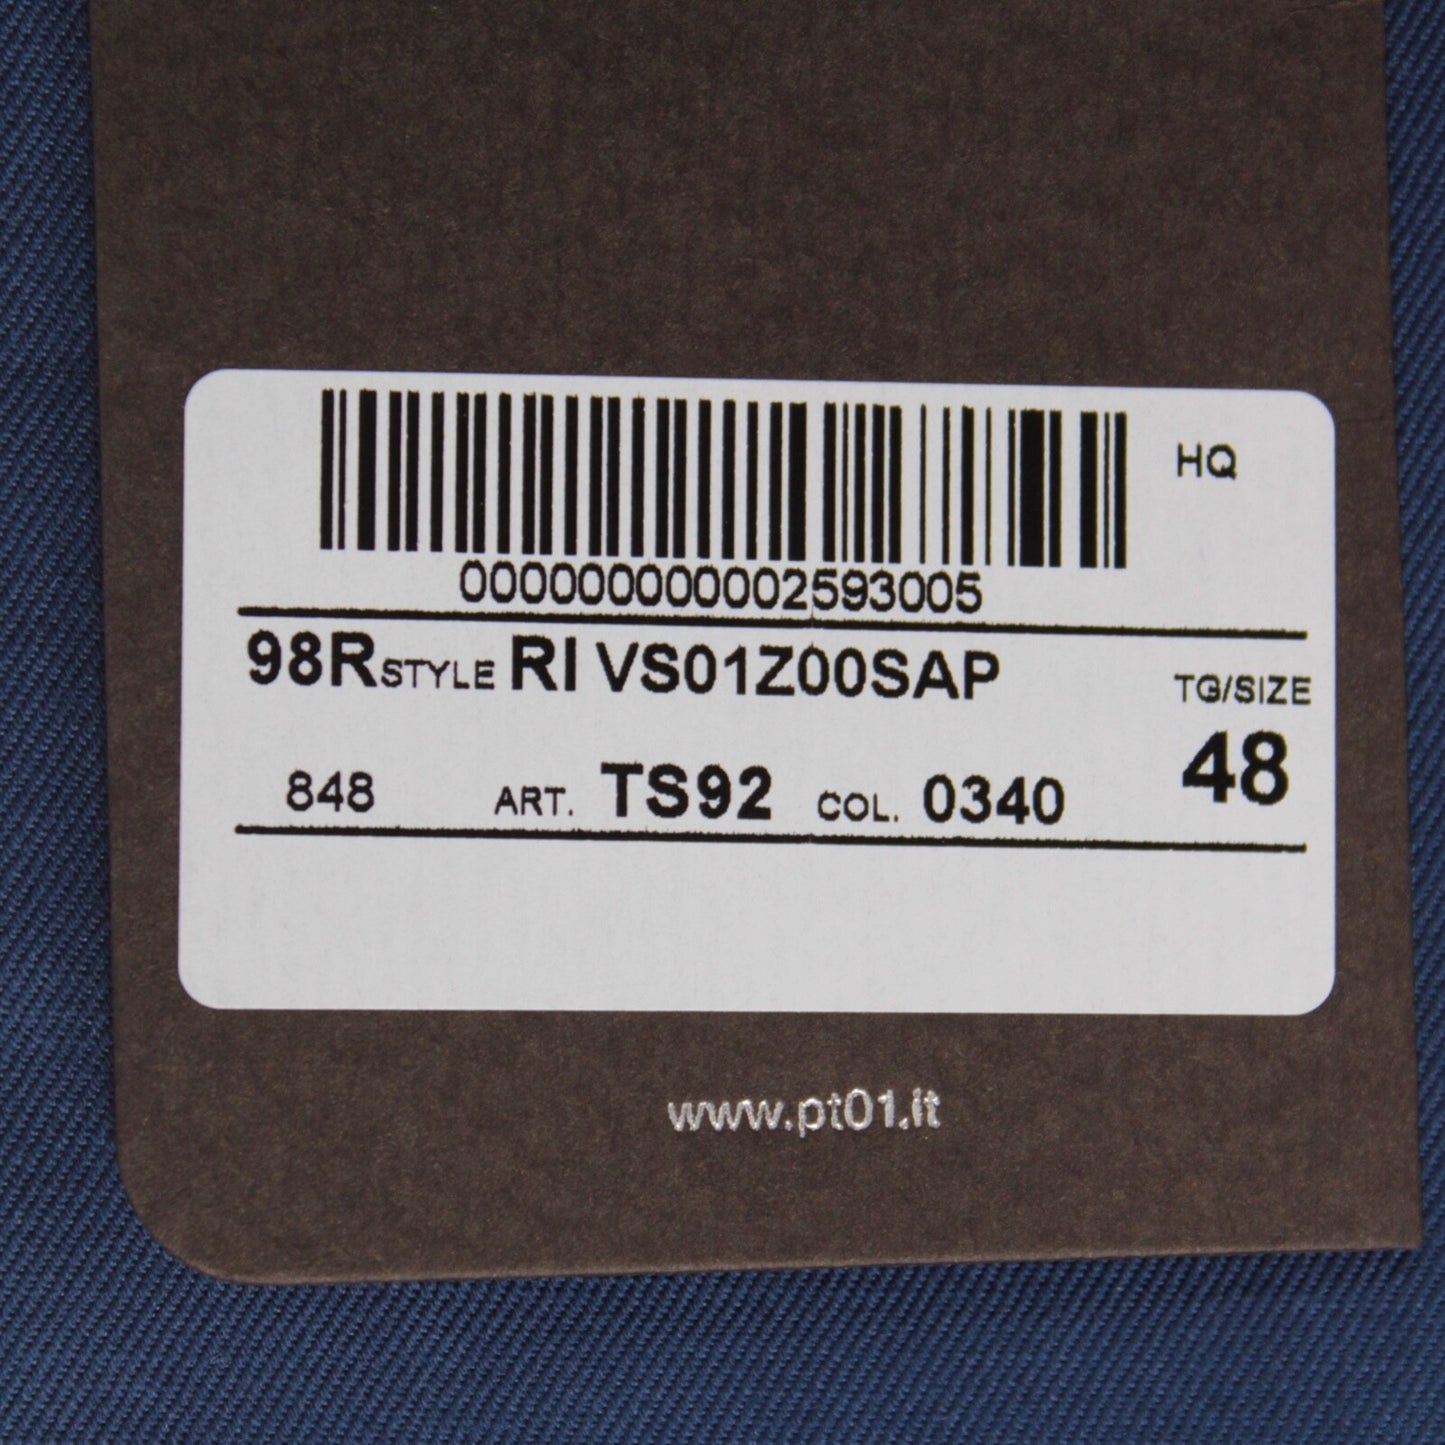 HQ
000000000002593005
98R STYLE RI VS01Z00SAP
TG/SIZE
48
848 ART. TS92 COL. 0340
www.pt01.it